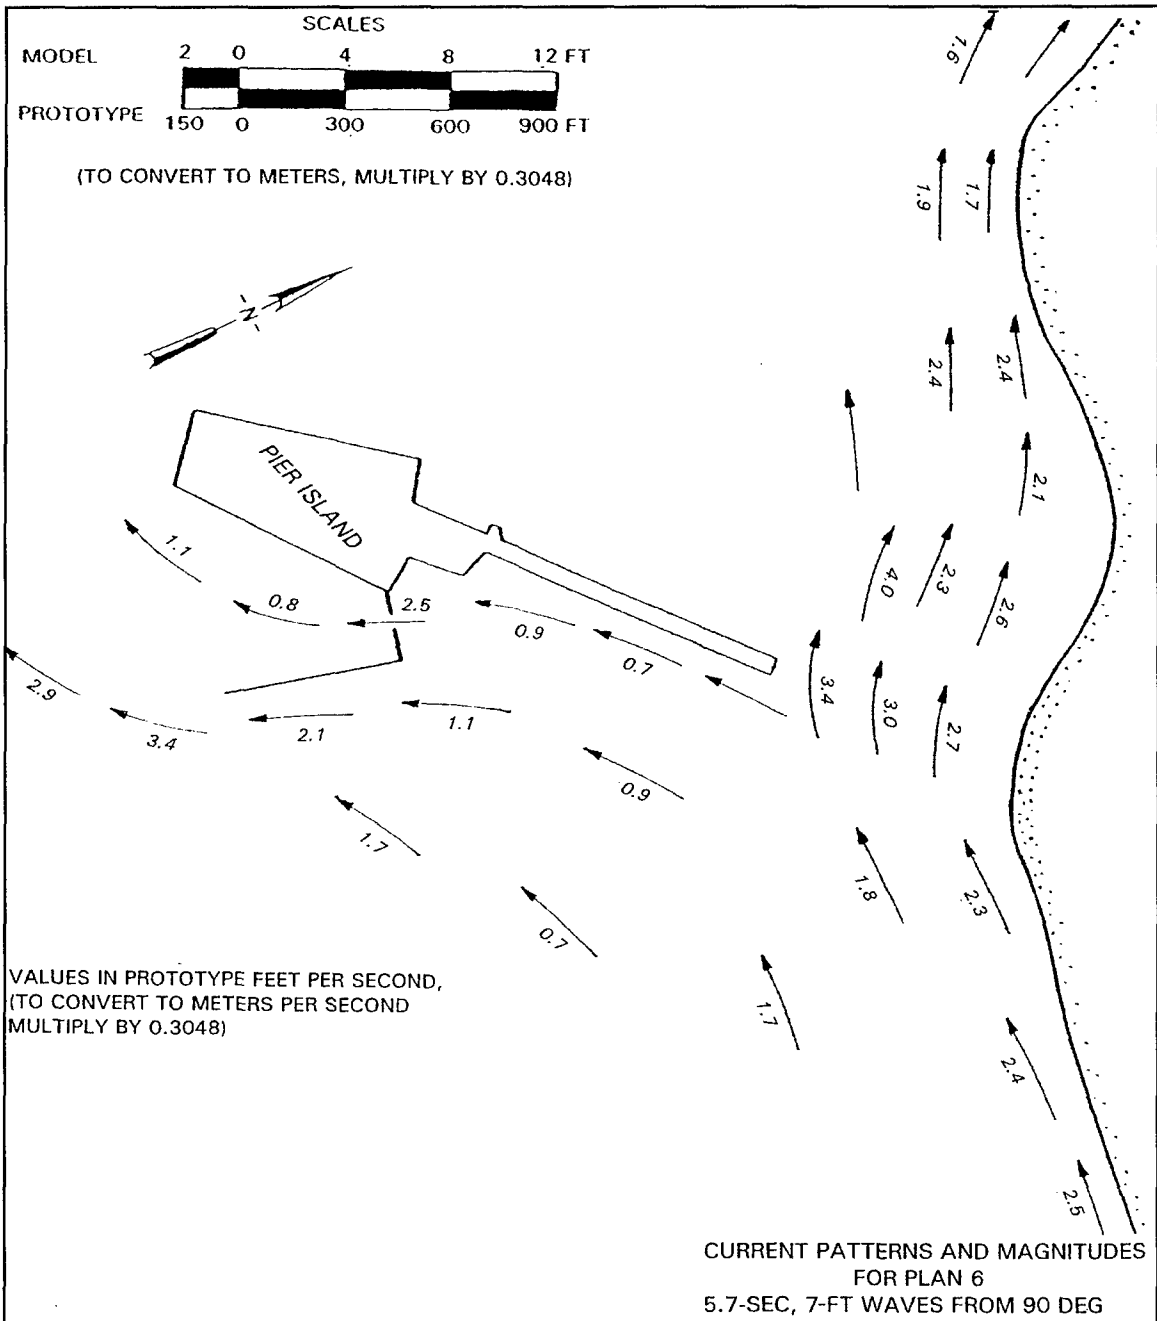 SCALES
MODEL 2 0 4 8 12 FT
PROTOTYPE
150 0 300 600 900 FT
(TO CONVERT TO METERS, MULTIPLY BY 0.3048)
-N-
PIER ISLAND
1.6
1.9
1.7
2.4
2.4
2.1
4.0
2.3
2.6
1.1
0.8
2.5
0.9
0.7
3.4
3.0
2.7
2.9
3.4
2.1
1.1
0.9
1.7
1.8
2.3
0.7
1.7
2.4
2.5
VALUES IN PROTOTYPE FEET PER SECOND,
(TO CONVERT TO METERS PER SECOND
MULTIPLY BY 0.3048)
CURRENT PATTERNS AND MAGNITUDES
FOR PLAN 6
5.7-SEC, 7-FT WAVES FROM 90 DEG